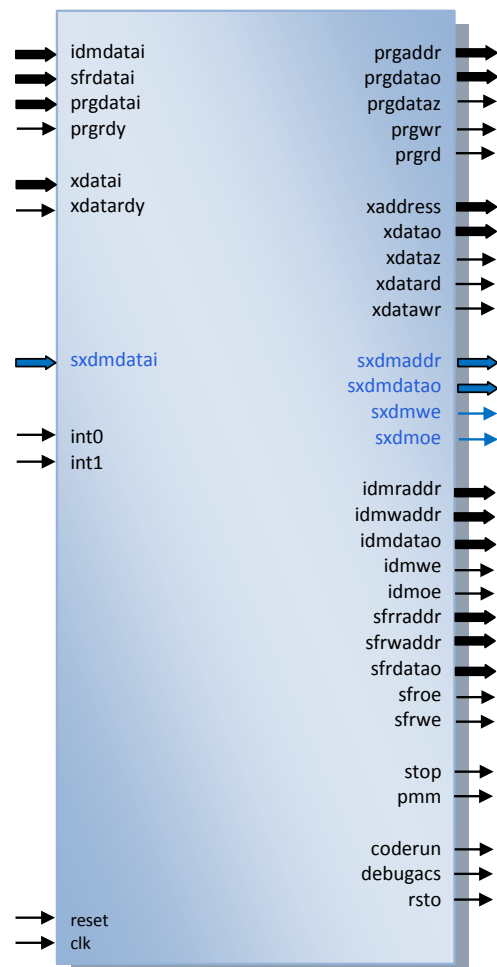 idmdatai
sfrdatai
prgdatai
prgrdy
xdatai
xdatardy
sxdmdatai
int0
int1
reset
clk
prgaddr
prgdatao
prgdataz
prgwr
prgrd
xaddress
xdatao
xdataz
xdatard
xdatawr
sxdmaddr
sxdmdatao
sxdmwe
sxdmoe
idmraddr
idmwaddr
idmdatao
idmwe
idmoe
sfrraddr
sfrwaddr
sfrdatao
sfroe
sfrwe
stop
pmm
coderun
debugacs
rsto